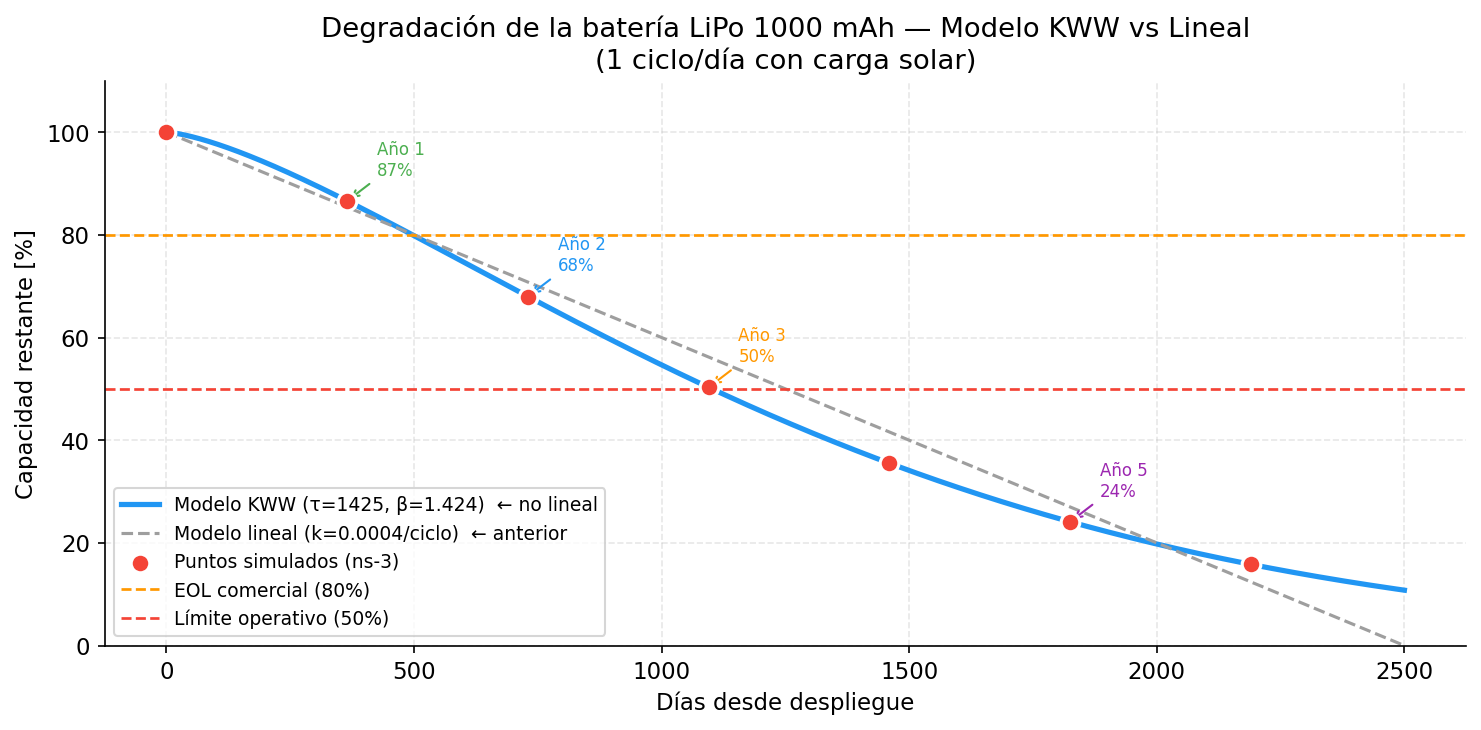 Degradación de la batería LiPo 1000 mAh — Modelo KWW vs Lineal
(1 ciclo/día con carga solar)
Capacidad restante [%]
100
80
60
40
20
0
Año 1
87%
Año 2
68%
Año 3
50%
Año 5
24%
Modelo KWW (τ=1425, β=1.424) ← no lineal
Modelo lineal (k=0.0004/ciclo) ← anterior
Puntos simulados (ns-3)
EOL comercial (80%)
Límite operativo (50%)
0
500
1000
1500
2000
2500
Días desde despliegue